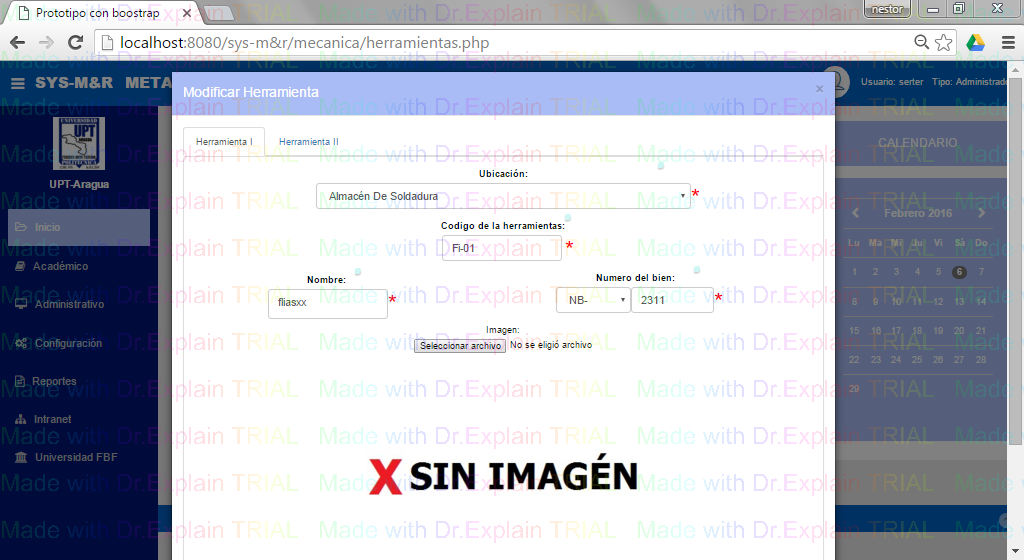 Prototipo con boostrap
nestor
localhost:8080/sys-m&r/mecanica/herramientas.php
SYS-M&R META
Usuario: serter Tipo: Administrado
Modificar Herramienta
×
UNIVERSIDAD
UPT
UPT-Aragua
Inicio
Académico
Administrativo
Configuración
Reportes
Intranet
Universidad FBF
Herramienta I
Herramienta II
Ubicación:
Almacén De Soldadura *
Codigo de la herramientas:
Fi-01 *
Nombre:
fliasxx *
Numero del bien:
NB- 2311 *
Imagen:
Seleccionar archivo No se eligió archivo
X SIN IMAGÉN
CALENDARIO
Febrero 2016
Lu Ma Mi Ju Vi Sá Do
1 2 3 4 5 6 7
8 9 10 11 12 13 14
15 16 17 18 19 20 21
22 23 24 25 26 27 28
29
Made with Dr.Explain TRIAL